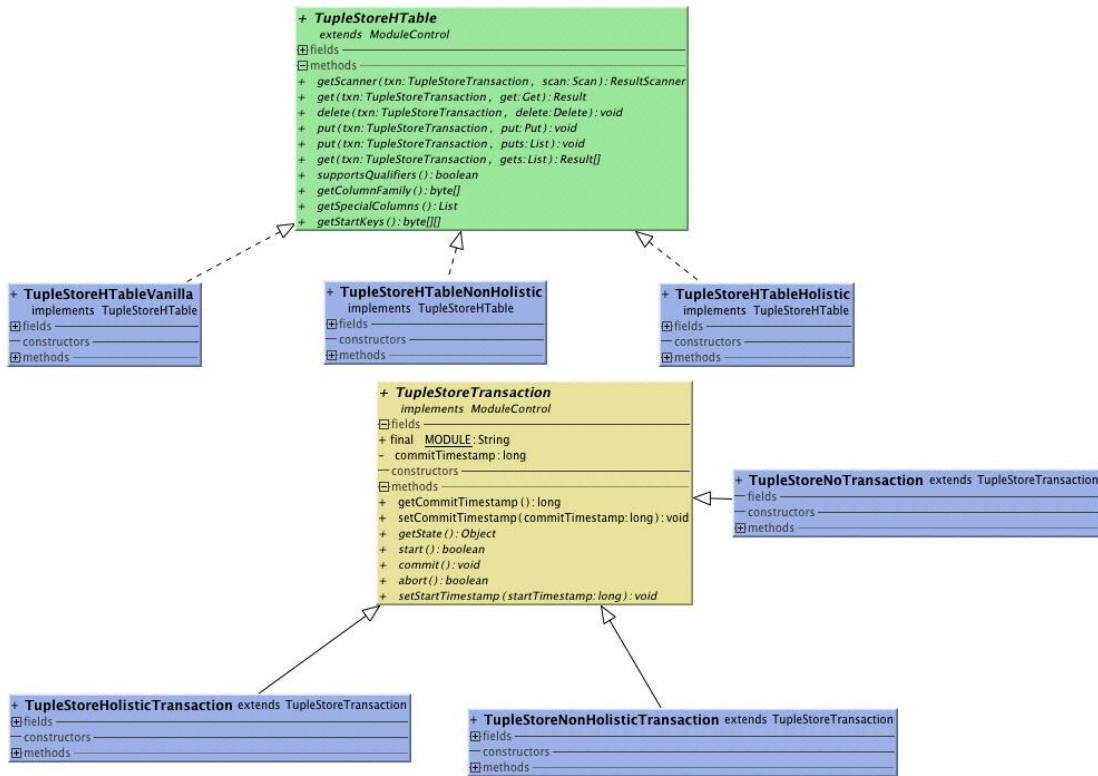 + TupleStoreHTable
extends ModuleControl
fields
methods
+ getScanner(txn:TupleStoreTransaction, scan:Scan):ResultScanner
+ get(txn:TupleStoreTransaction, get:Get):Result
+ delete(txn:TupleStoreTransaction, delete:Delete):void
+ put(txn:TupleStoreTransaction, put:Put):void
+ put(txn:TupleStoreTransaction, puts:List):void
+ get(txn:TupleStoreTransaction, gets:List):Result[]
+ supportsQualifiers():boolean
+ getColumnFamily():byte[]
+ getSpecialColumns():List
+ getStartKeys():byte[][]
+ TupleStoreHTableVanilla
implements TupleStoreHTable
fields
constructors
methods
+ TupleStoreHTableNonHolistic
implements TupleStoreHTable
fields
constructors
methods
+ TupleStoreHTableHolistic
implements TupleStoreHTable
fields
constructors
methods
+ TupleStoreTransaction
implements ModuleControl
fields
+ final MODULE:String
- commitTimestamp:long
constructors
methods
+ getCommitTimestamp():long
+ setCommitTimestamp(commitTimestamp:long):void
+ getState():Object
+ start():boolean
+ commit():void
+ abort():boolean
+ setStartTimestamp(startTimestamp:long):void
+ TupleStoreNoTransaction extends TupleStoreTransaction
fields
constructors
methods
+ TupleStoreHolisticTransaction extends TupleStoreTransaction
fields
constructors
methods
+ TupleStoreNonHolisticTransaction extends TupleStoreTransaction
fields
constructors
methods